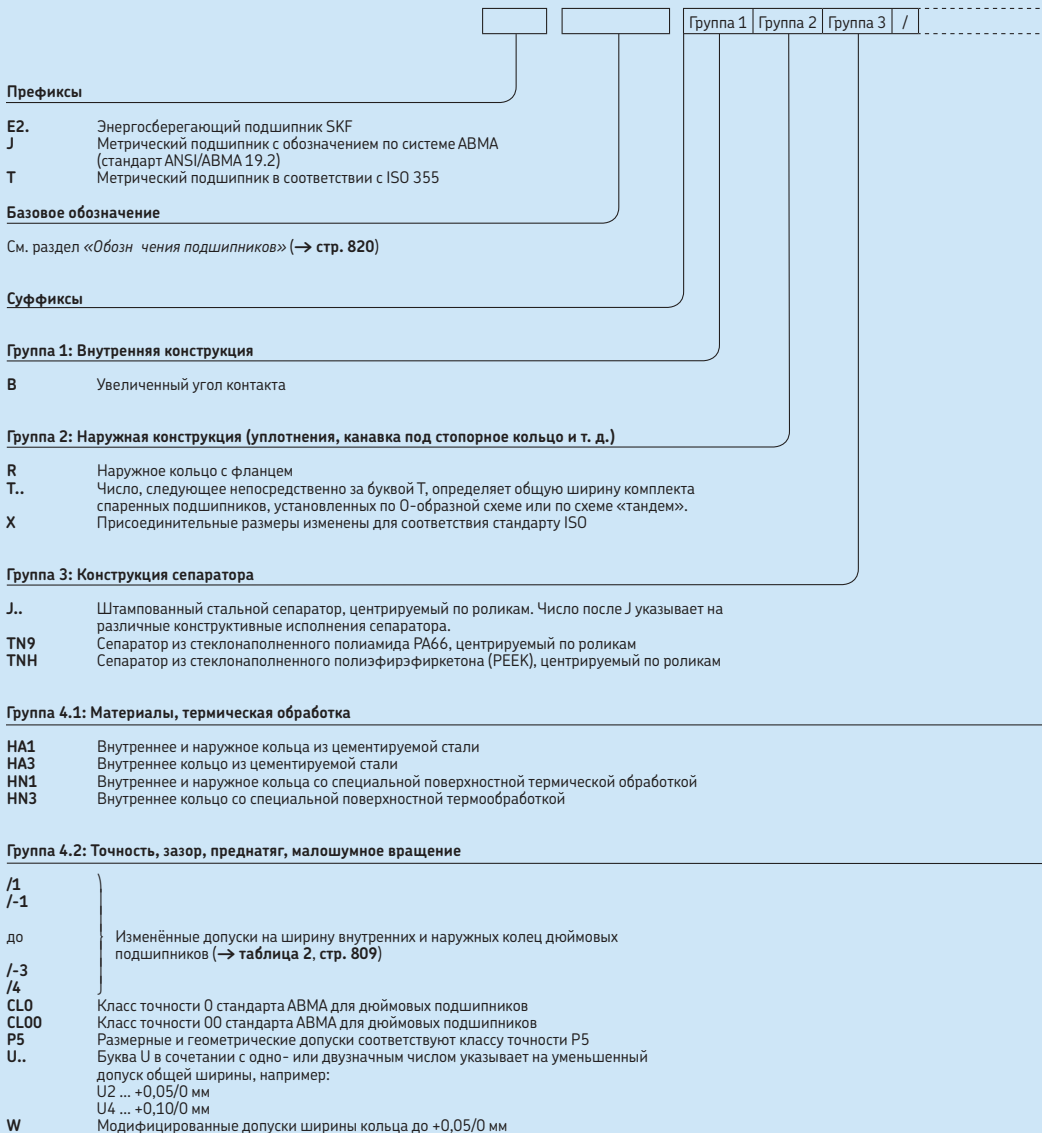 Группа 1 Группа 2 Группа 3 /
Префиксы
E2. Энергосберегающий подшипник SKF
J Метрический подшипник с обозначением по системе ABMA
(стандарт ANSI/ABMA 19.2)
T Метрический подшипник в соответствии с ISO 355
Базовое обозначение
См. раздел «Обозн чения подшипников» (→ стр. 820)
Суффиксы
Группа 1: Внутренняя конструкция
B Увеличенный угол контакта
Группа 2: Наружная конструкция (уплотнения, канавка под стопорное кольцо и т. д.)
R Наружное кольцо с фланцем
T.. Число, следующее непосредственно за буквой T, определяет общую ширину комплекта
спаренных подшипников, установленных по О-образной схеме или по схеме «тандем».
X Присоединительные размеры изменены для соответствия стандарту ISO
Группа 3: Конструкция сепаратора
J.. Штампованный стальной сепаратор, центрируемый по роликам. Число после J указывает на
различные конструктивные исполнения сепаратора.
TN9 Сепаратор из стеклонаполненного полиамида PA66, центрируемый по роликам
TNH Сепаратор из стеклонаполненного полиэфирэфиркетона (PEEK), центрируемый по роликам
Группа 4.1: Материалы, термическая обработка
HA1 Внутреннее и наружное кольца из цементируемой стали
HA3 Внутреннее кольцо из цементируемой стали
HN1 Внутреннее и наружное кольца со специальной поверхностной термической обработкой
HN3 Внутреннее кольцо со специальной поверхностной термообработкой
Группа 4.2: Точность, зазор, преднатяг, малошумное вращение
/1
/-1
до Изменённые допуски на ширину внутренних и наружных колец дюймовых
подшипников (→ таблица 2, стр. 809)
/-3
/4
CL0 Класс точности 0 стандарта ABMA для дюймовых подшипников
CL00 Класс точности 00 стандарта ABMA для дюймовых подшипников
P5 Размерные и геометрические допуски соответствуют классу точности P5
U.. Буква U в сочетании с одно- или двузначным числом указывает на уменьшенный
допуск общей ширины, например:
U2 ... +0,05/0 мм
U4 ... +0,10/0 мм
W Модифицированные допуски ширины кольца до +0,05/0 мм